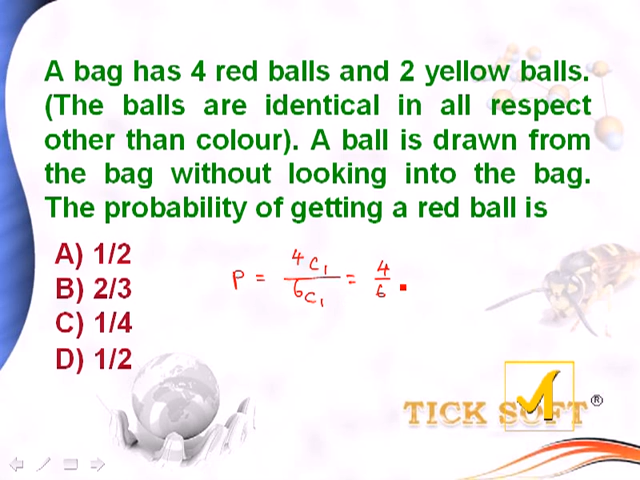 A bag has 4 red balls and 2 yellow balls.
(The balls are identical in all respect
other than colour). A ball is drawn from
the bag without looking into the bag.
The probability of getting a red ball is
A) 1/2
B) 2/3
C) 1/4
D) 1/2
P = 4C₁/6C₁ = 4/6.
TICK SOFT®